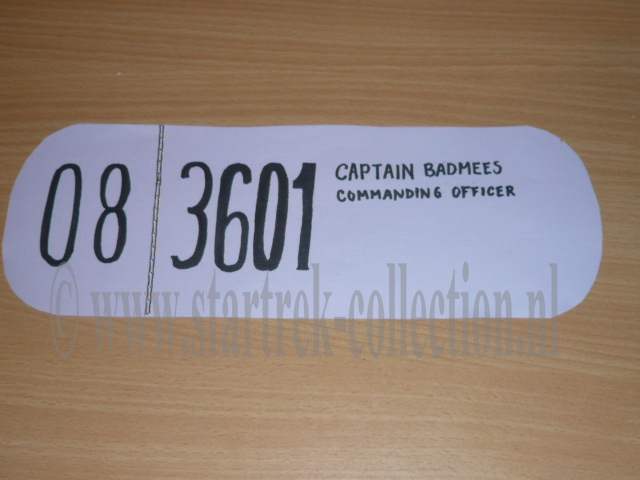 08 3601
CAPTAIN BADMEES
COMMANDING OFFICER
© www.startrek-collection.nl